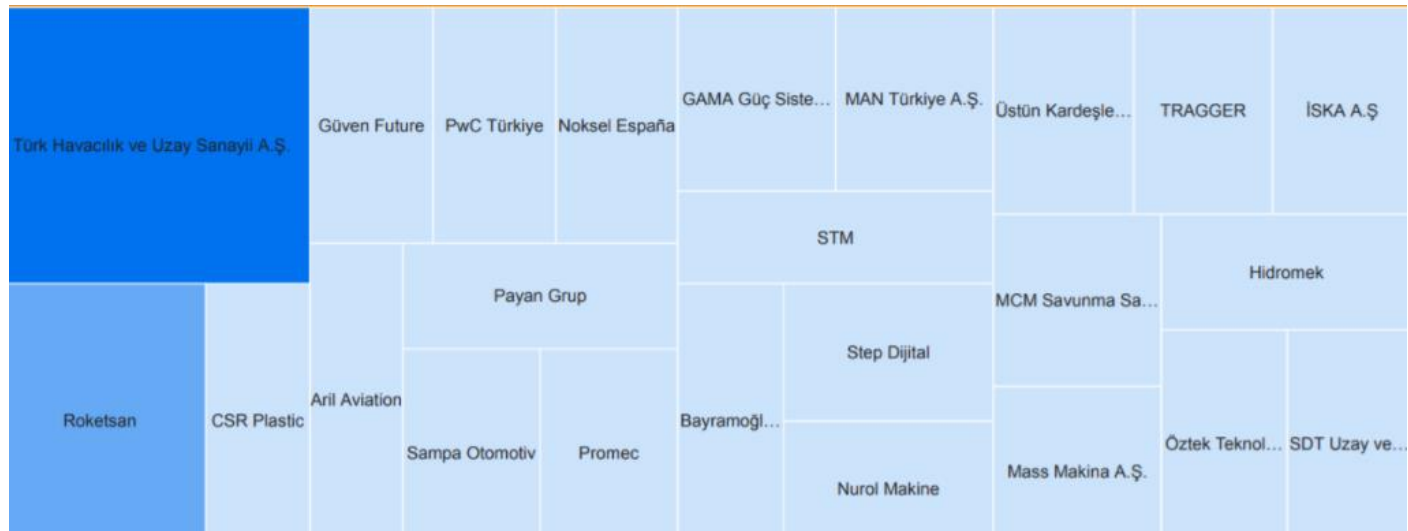 Türk Havacılık ve Uzay Sanayii A.Ş.
Roketsan
CSR Plastic
Güven Future
PwC Türkiye
Noksel España
Aril Aviation
Payan Grup
Sampa Otomotiv
Promec
GAMA Güç Siste...
MAN Türkiye A.Ş.
STM
Bayramoğl...
Step Dijital
Nurol Makine
Üstün Kardeşle...
TRAGGER
İSKA A.Ş
MCM Savunma Sa...
Hidromek
Mass Makina A.Ş.
Öztek Teknol...
SDT Uzay ve...